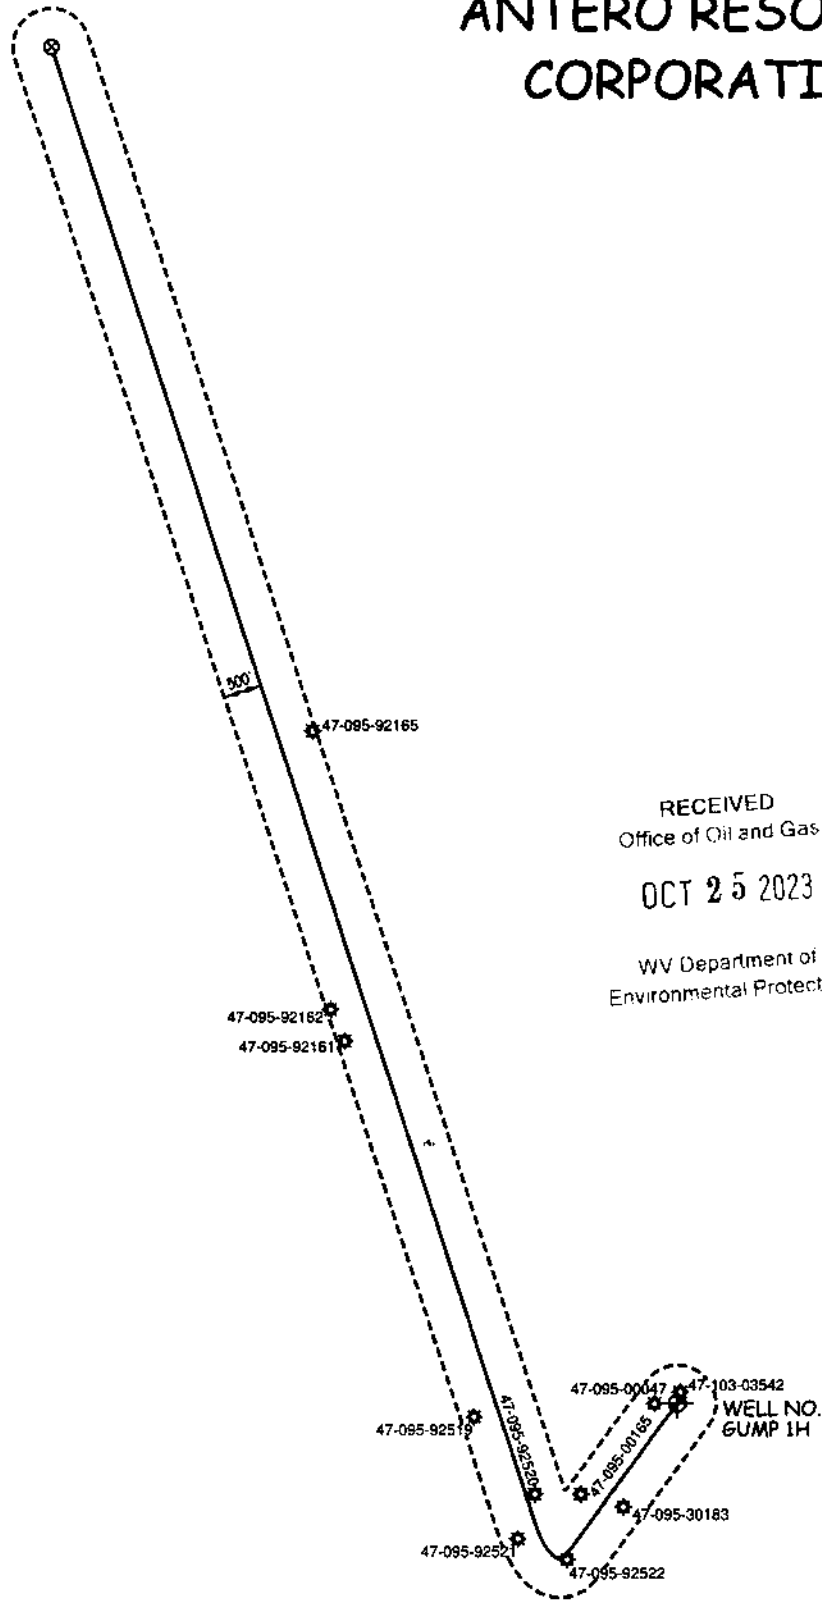 ANTERO RESO
CORPORATI
500'
47-095-92165
RECEIVED
Office of Oil and Gas
OCT 25 2023
WV Department of
Environmental Protect
47-095-92162
47-095-92161
47-095-00047
47-103-03542
WELL NO.
GUMP 1H
47-095-92519
47-095-92520
47-095-00165
47-095-30183
47-095-92521
47-095-92522